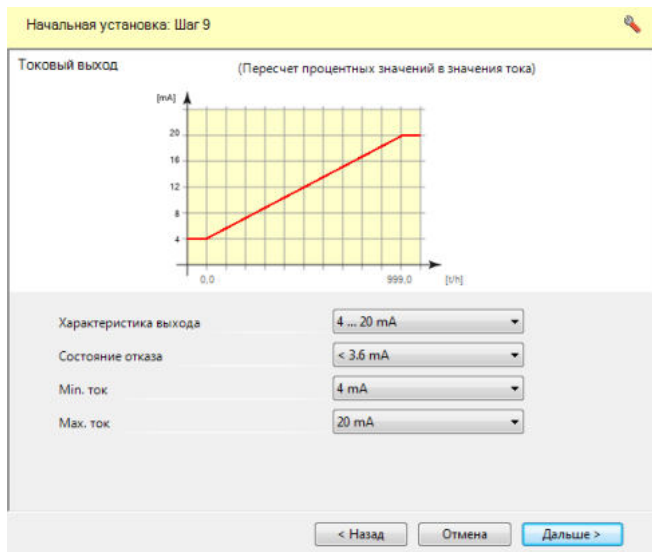 Начальная установка: Шаг 9
Токовый выход
(Пересчет процентных значений в значения тока)
[mA]
20
16
12
8
4
0,0
999,0
[t/h]
Характеристика выхода
4 ... 20 mA
Состояние отказа
< 3.6 mA
Min. ток
4 mA
Max. ток
20 mA
< Назад
Отмена
Дальше >